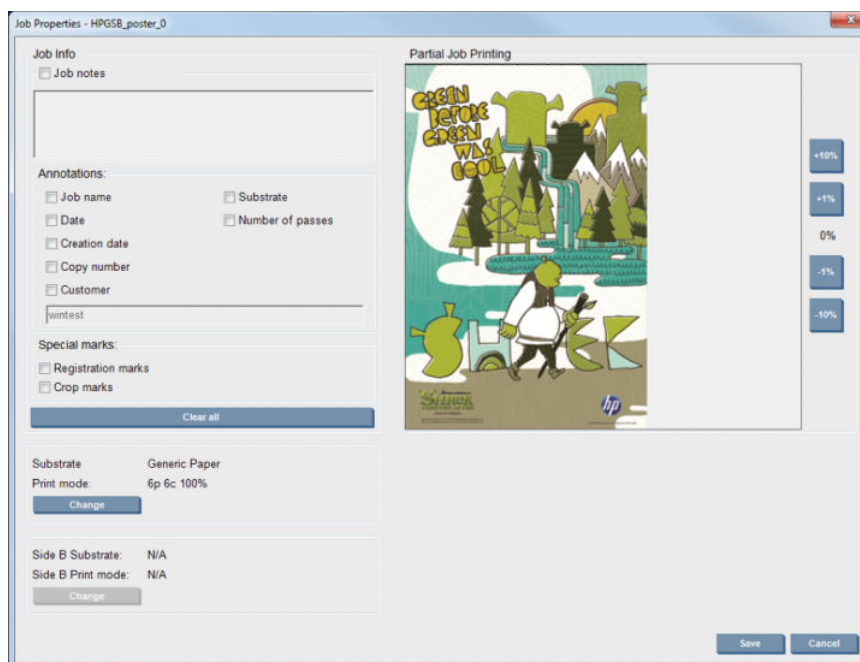 Job Properties - HPGSB_poster_0
Job Info
Job notes
Annotations:
Job name
Substrate
Date
Number of passes
Creation date
Copy number
Customer
wintest
Special marks:
Registration marks
Crop marks
Clear all
Substrate
Generic Paper
Print mode:
6p 6c 100%
Change
Side B Substrate:
N/A
Side B Print mode:
N/A
Change
Partial Job Printing
GREEN
BEFORE
GREEN
WAS
COOL
SHREK
SHREK
hp
+10%
+1%
0%
-1%
-10%
Save
Cancel